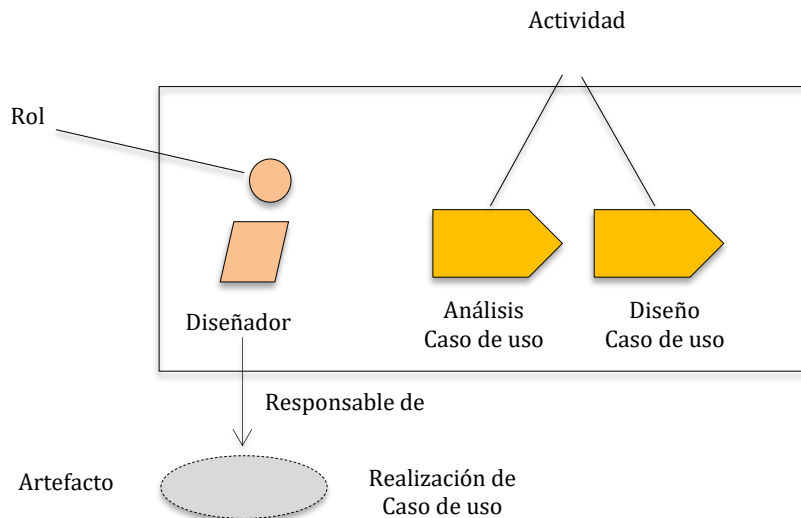 Actividad
Rol
Diseñador
Análisis
Caso de uso
Diseño
Caso de uso
Responsable de
Artefacto
Realización de
Caso de uso